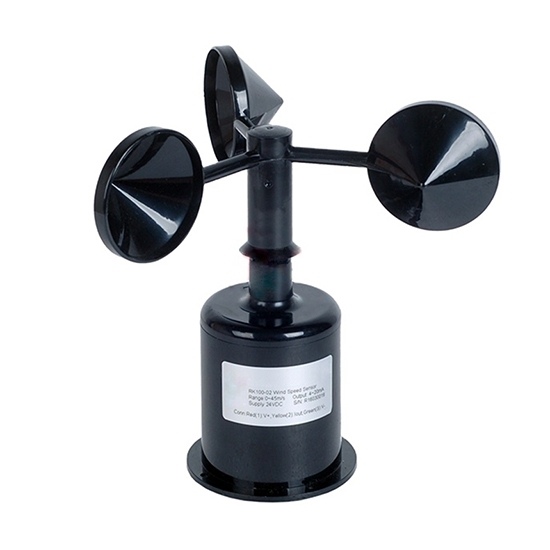 RK100-02 Wind Speed Sensor
Range 0~45m/s Output 4~20mA
Supply 24VDC S/N
Conn Red(1) V+, Yellow(2) Iout, Green(3)